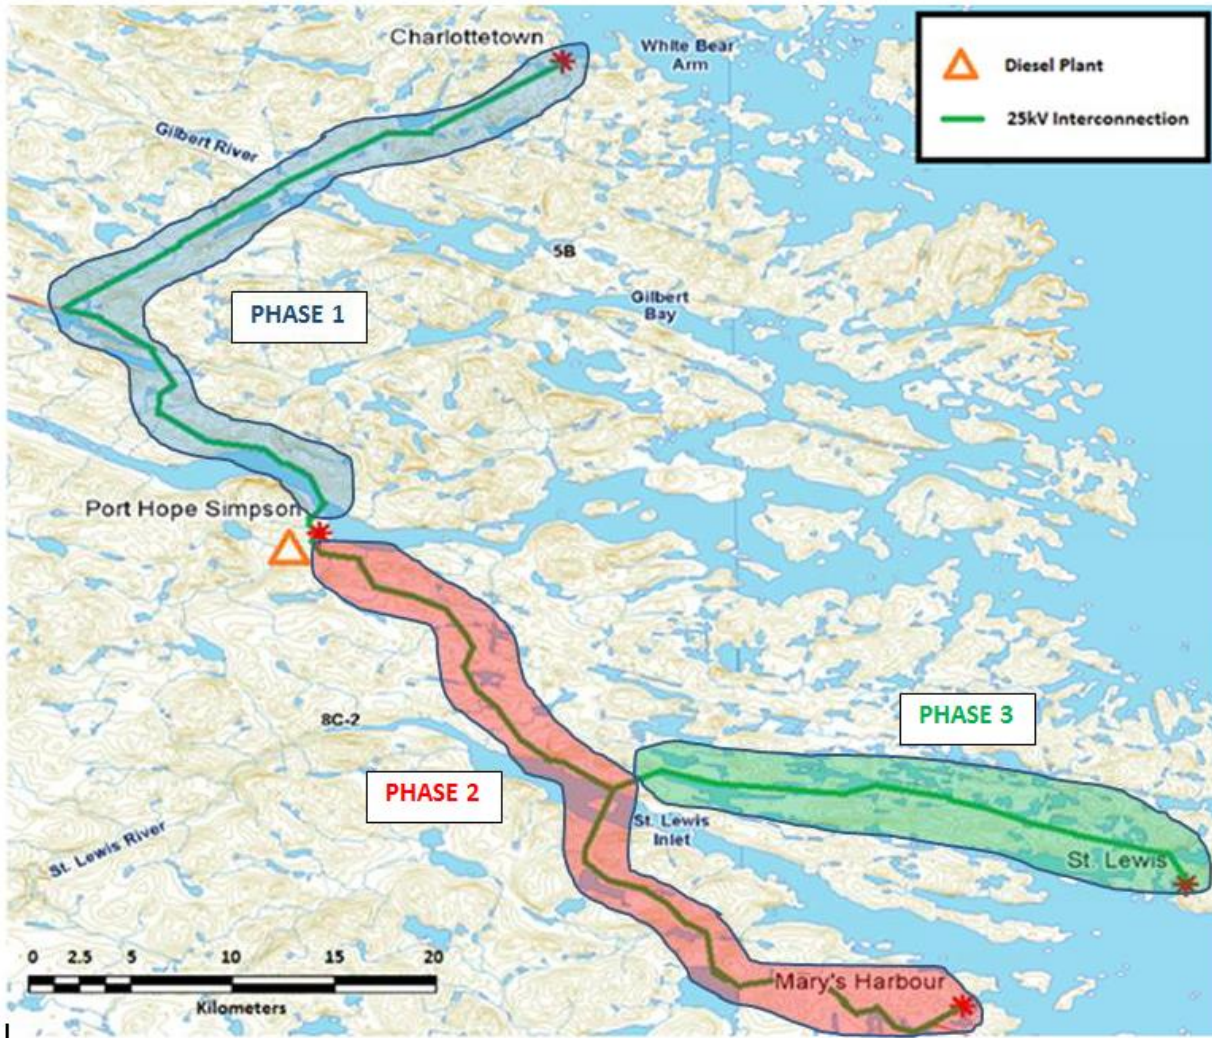 Charlottetown
White Bear
Arm
Diesel Plant
25kV Interconnection
Gilbert River
5B
Gilbert
Bay
PHASE 1
Port Hope Simpson
8C-2
PHASE 3
PHASE 2
St. Lewis
Inlet
St. Lewis River
St. Lewis
0 2.5 5 10 15 20
Kilometers
Mary's Harbour